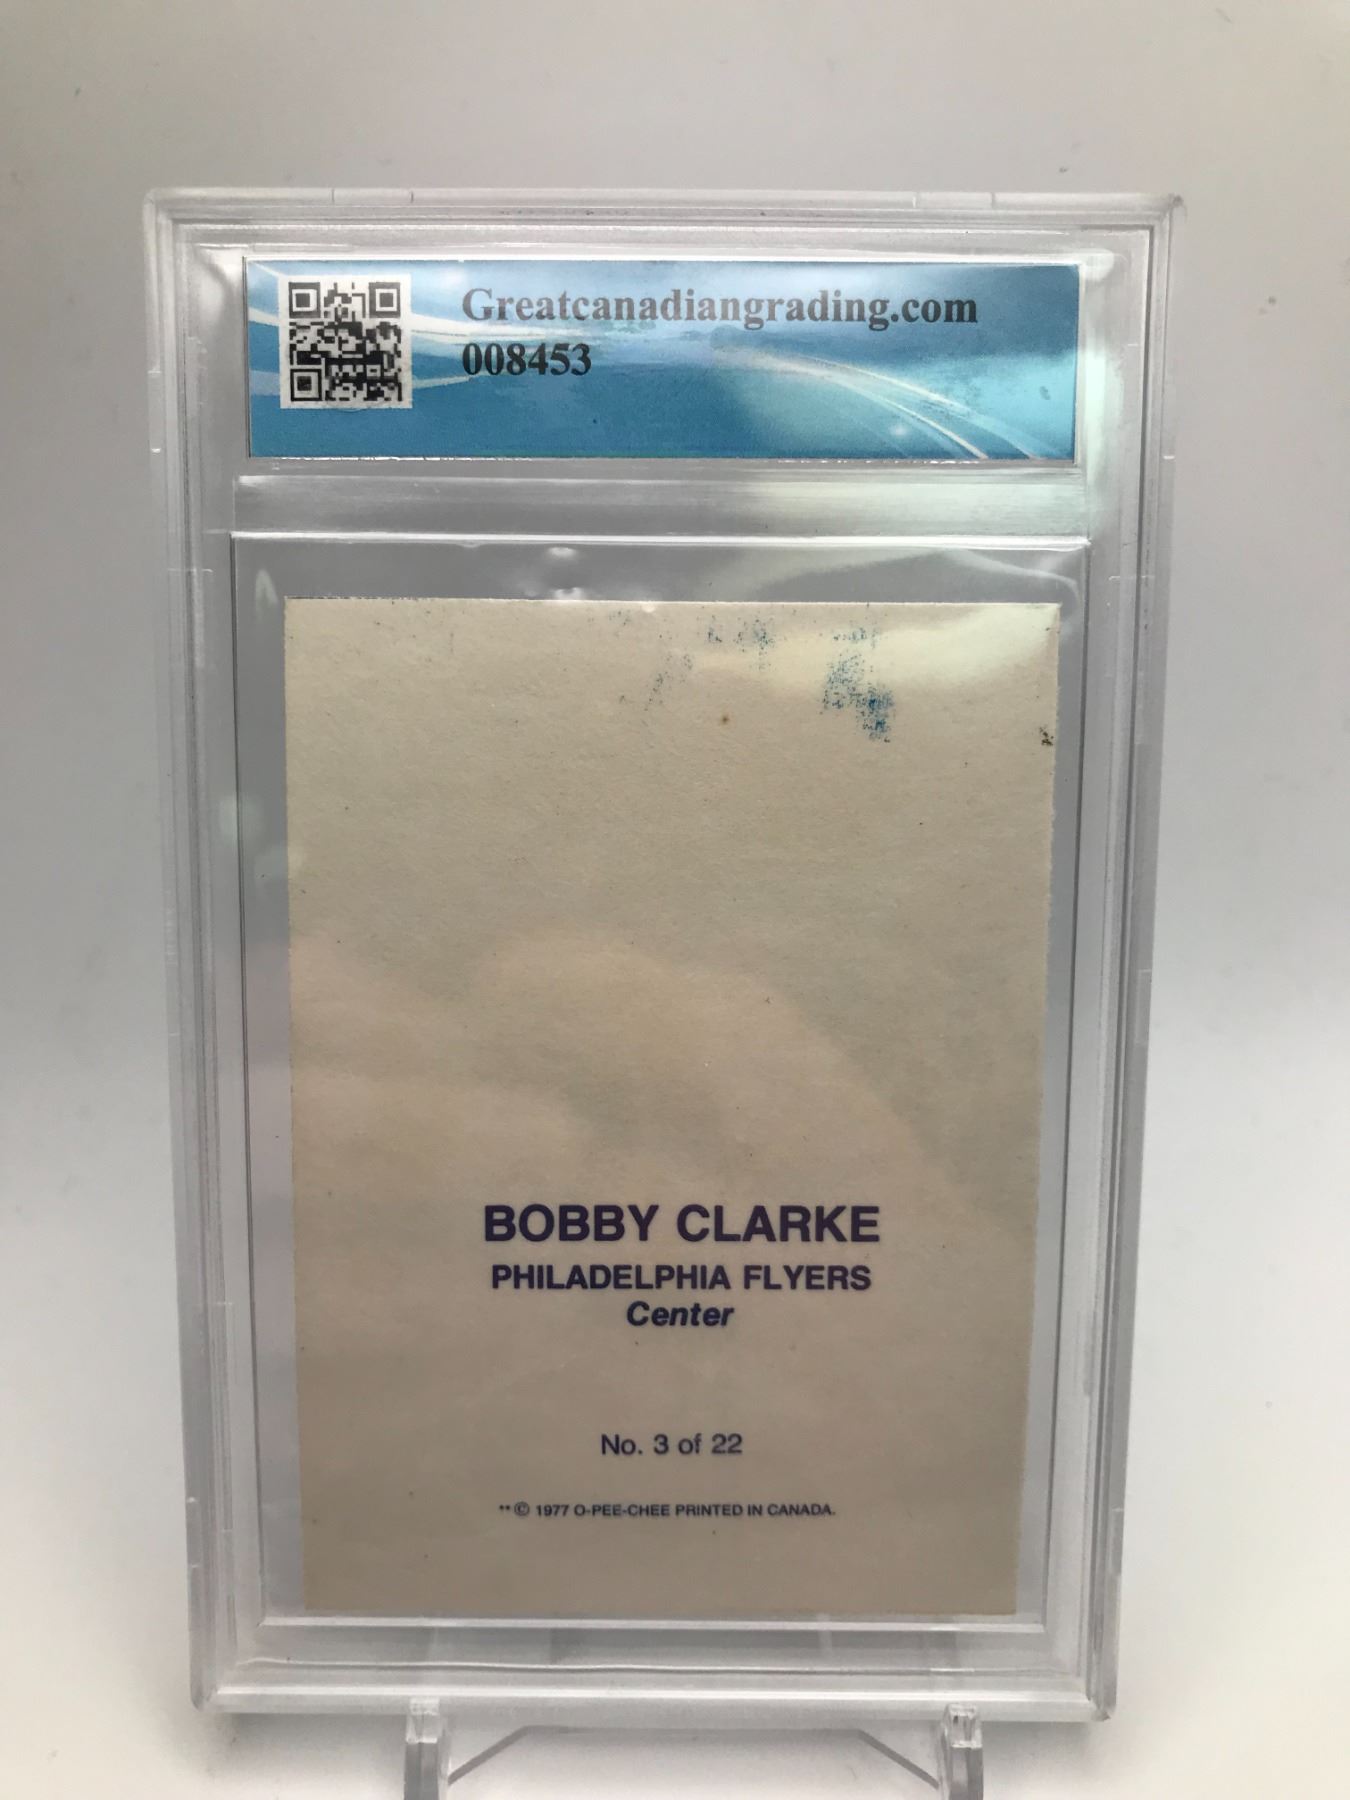 Greatcanadiangrading.com
008453
BOBBY CLARKE
PHILADELPHIA FLYERS
Center
No. 3 of 22
** © 1977 O-PEE-CHEE PRINTED IN CANADA.